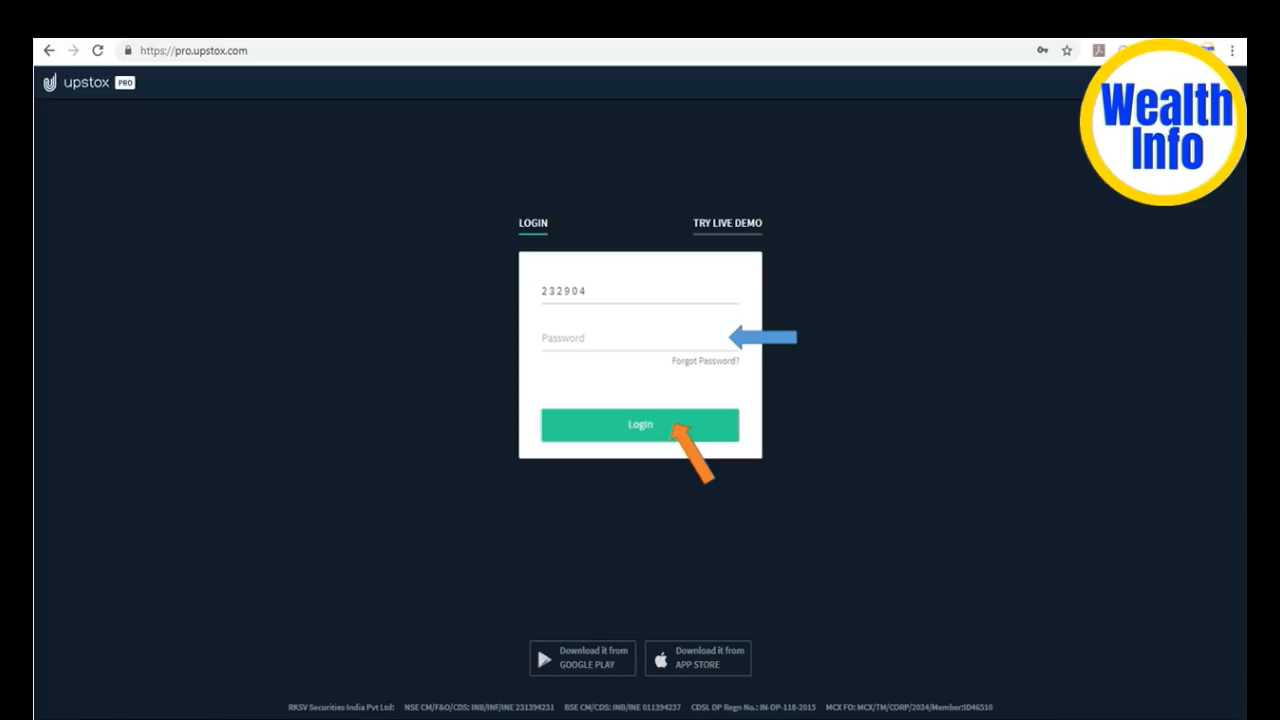 https://pro.upstox.com
upstox PRO
Wealth
Info
LOGIN
TRY LIVE DEMO
232904
Password
Forgot Password?
Login
Download it from
GOOGLE PLAY
Download it from
APP STORE
RKSV Securities India Pvt Ltd: NSE CM/F&O/CDS: INB/INF/INE 231394231 BSE CM/CDS: INB/INE 011394237 CDSL DP Regn No.: IN-DP-118-2015 MCX FO: MCX/TM/CORP/2034/Member:ID46510